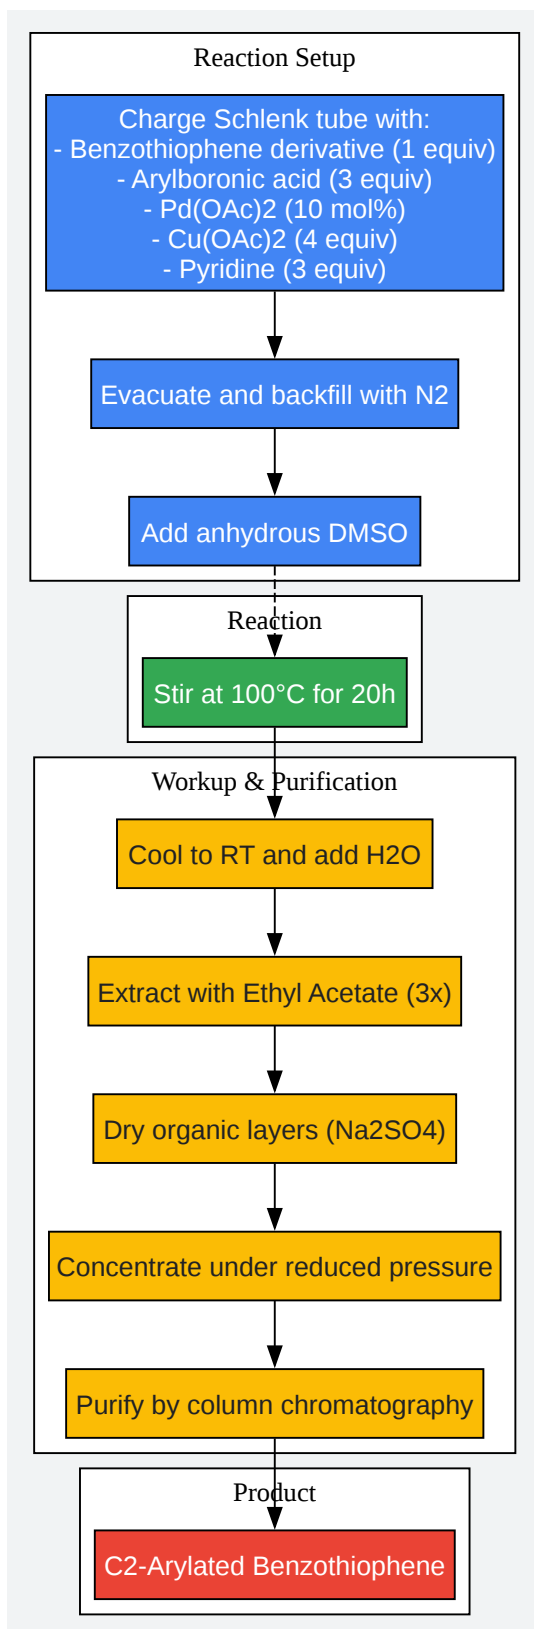 Reaction Setup
Charge Schlenk tube with:
- Benzothiophene derivative (1 equiv)
- Arylboronic acid (3 equiv)
- Pd(OAc)2 (10 mol%)
- Cu(OAc)2 (4 equiv)
- Pyridine (3 equiv)
Evacuate and backfill with N2
Add anhydrous DMSO
Reaction
Stir at 100°C for 20h
Workup & Purification
Cool to RT and add H2O
Extract with Ethyl Acetate (3x)
Dry organic layers (Na2SO4)
Concentrate under reduced pressure
Purify by column chromatography
Product
C2-Arylated Benzothiophene